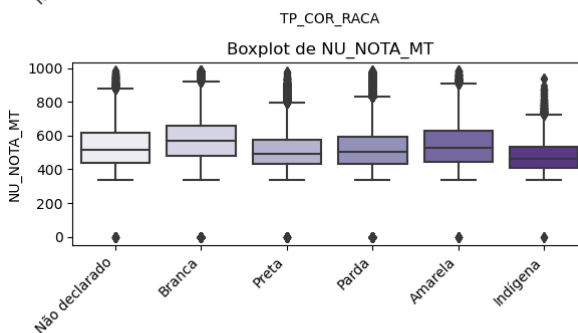 TP_COR_RACA
Boxplot de NU_NOTA_MT
NU_NOTA_MT
1000
800
600
400
200
0
Não declarado
Branca
Preta
Parda
Amarela
Indígena